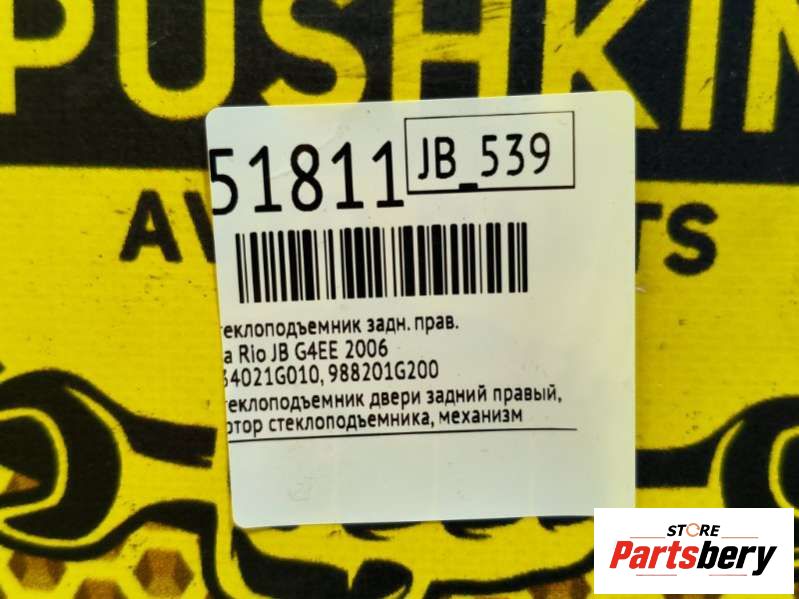 PUSHKIN
AV
TS
51811
JB_539
теклоподъемник задн. прав.
a Rio JB G4EE 2006
34021G010, 988201G200
теклоподъемник двери задний правый,
отор стеклоподъемника, механизм
STORE
Partsbery